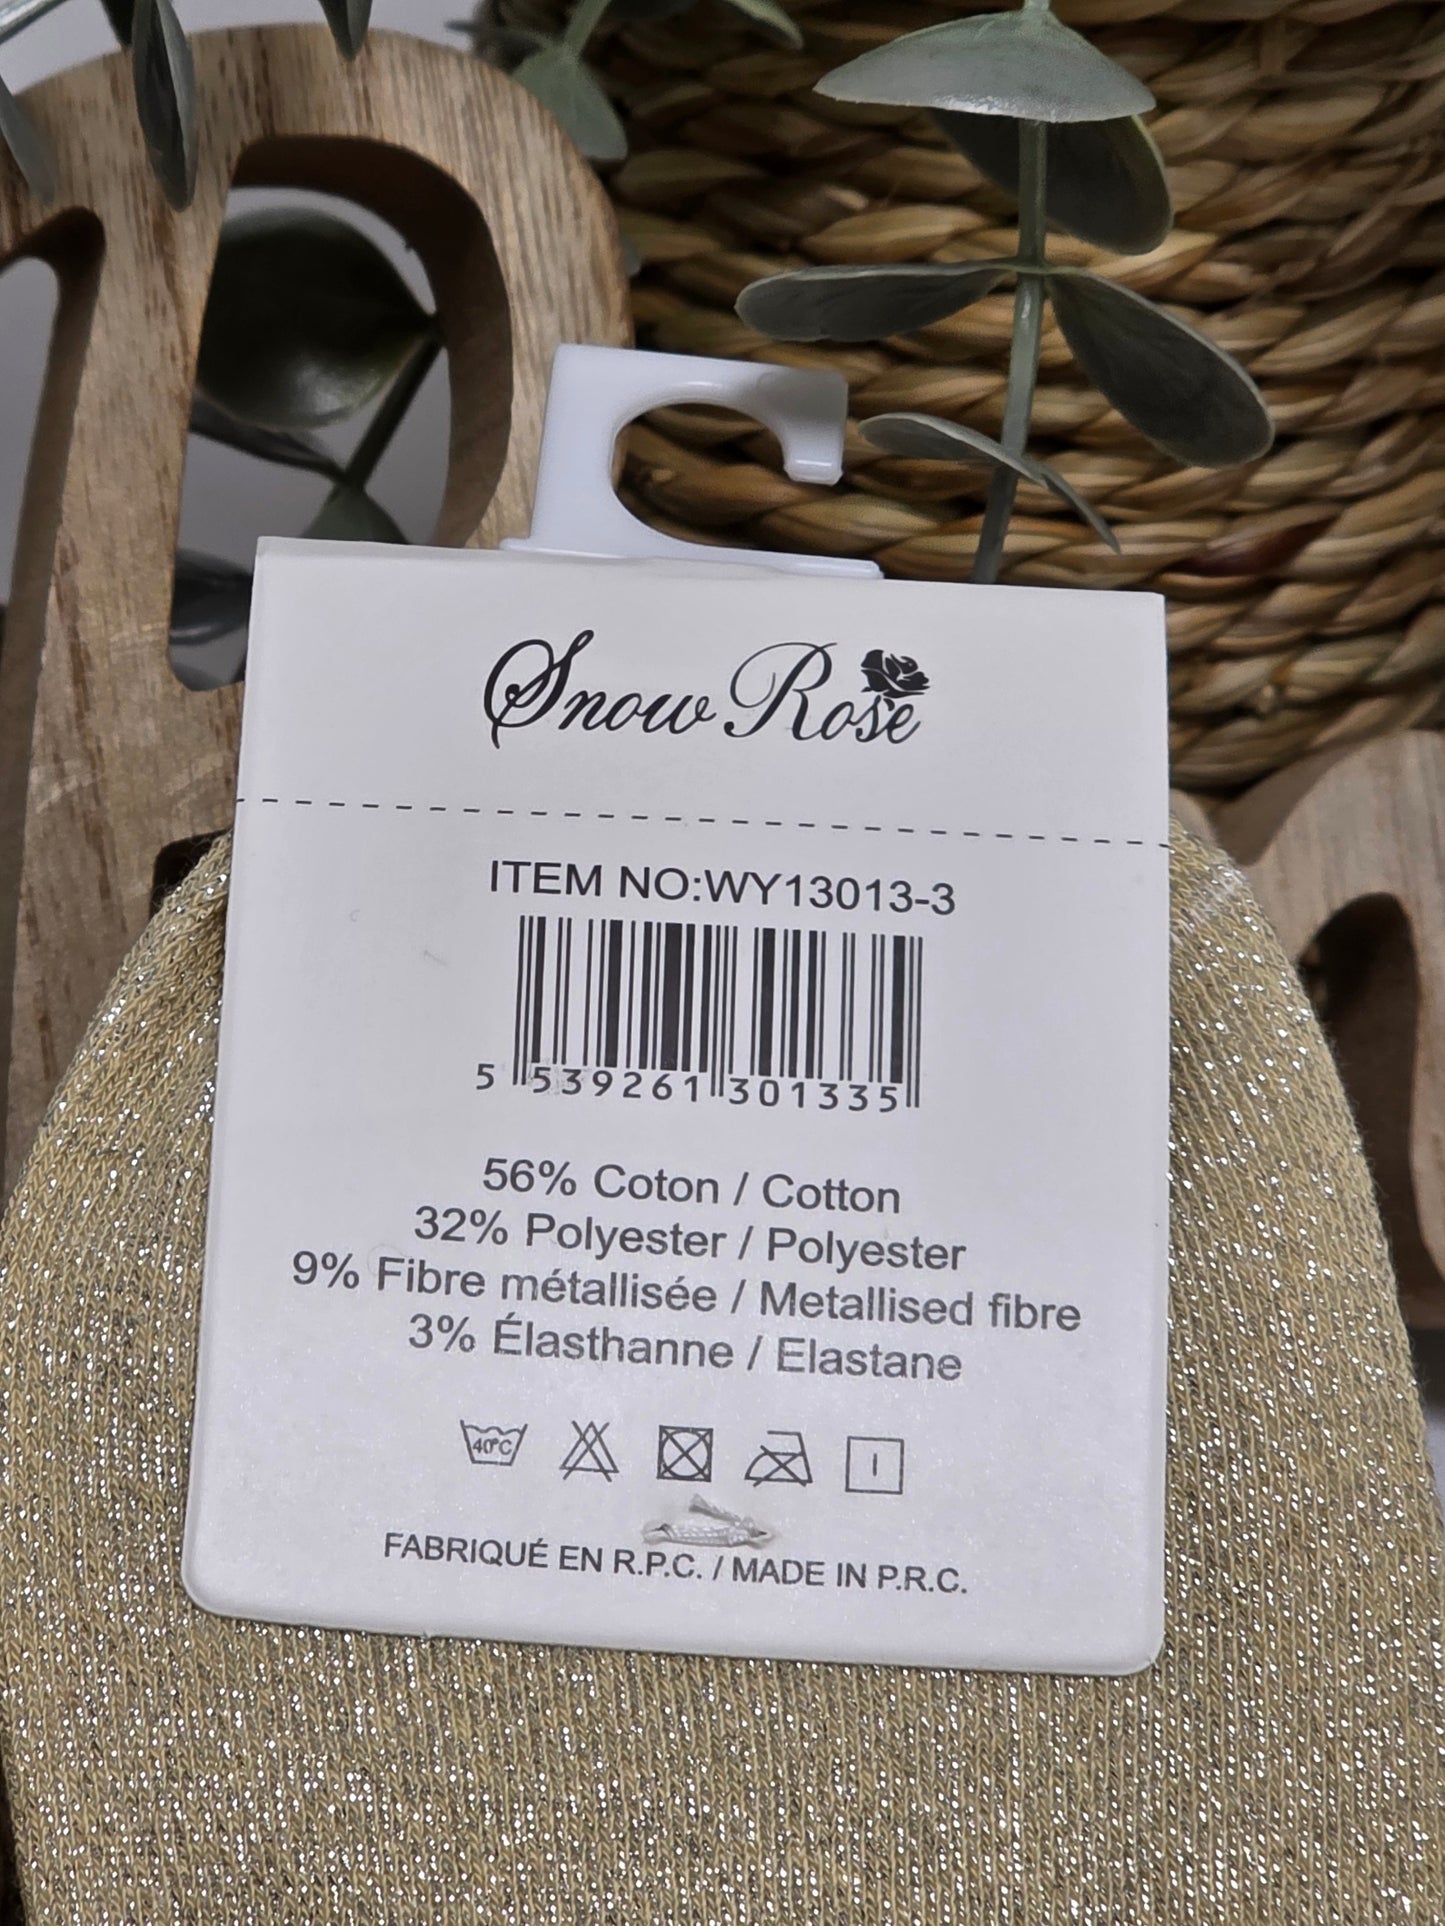 Snow Rose
ITEM NO:WY13013-3
5 539261 301335
56% Coton / Cotton
32% Polyester / Polyester
9% Fibre métallisée / Metallised fibre
3% Élasthanne / Elastane
40°C
FABRIQUÉ EN R.P.C. / MADE IN P.R.C.